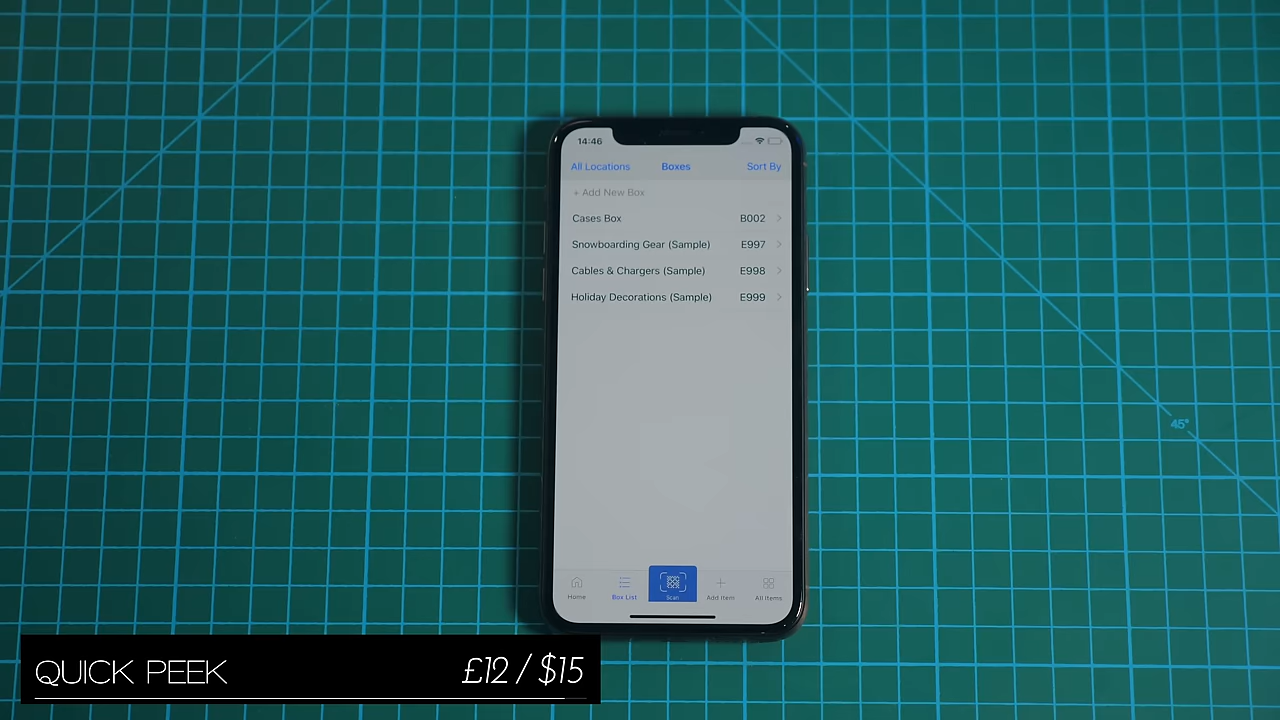 14:46
All Locations Boxes Sort By
+ Add New Box
Cases Box B002
Snowboarding Gear (Sample) E997
Cables & Chargers (Sample) E998
Holiday Decorations (Sample) E999
Home Box List Scan Add Item All Items
45°
QUICK PEEK £12 / $15